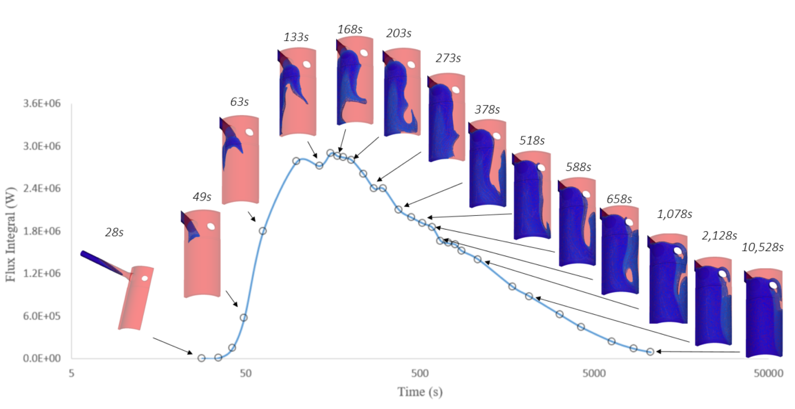 133s
168s
203s
273s
378s
518s
588s
658s
1,078s
2,128s
10,528s
63s
49s
28s
3.6E+06
3.0E+06
2.4E+06
1.8E+06
1.2E+06
6.0E+05
0.0E+00
Flux Integral (W)
5
50
500
5000
50000
Time (s)